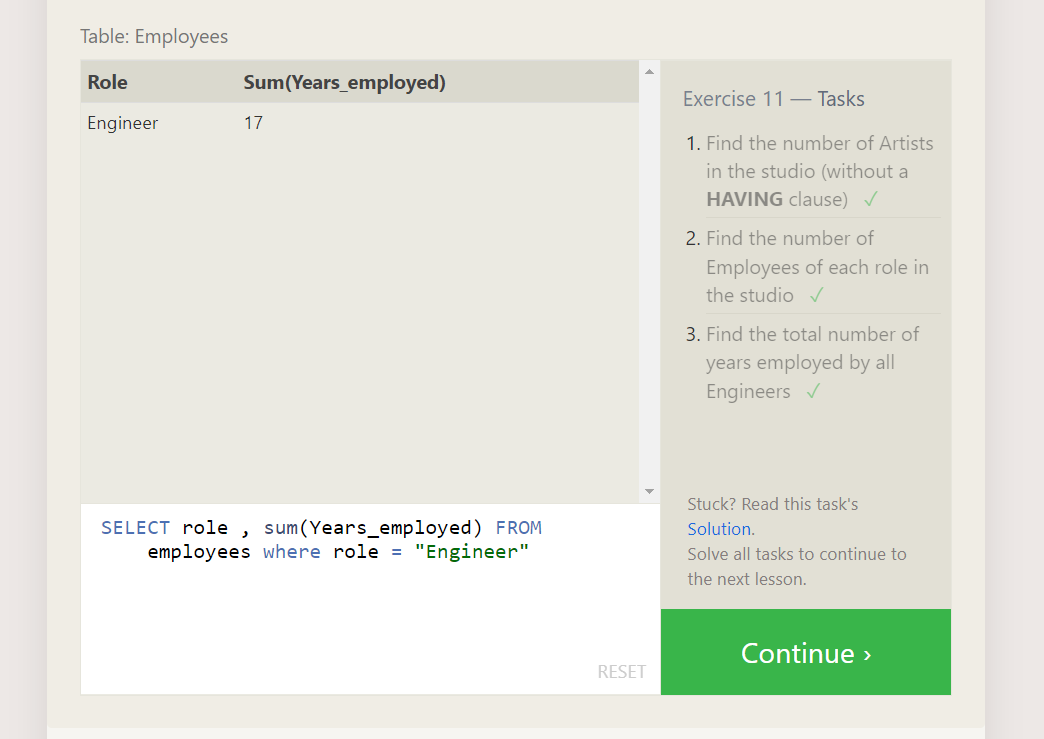 Table: Employees
Role Sum(Years_employed)
Engineer 17
SELECT role , sum(Years_employed) FROM
employees where role = "Engineer"
RESET
Exercise 11 — Tasks
1. Find the number of Artists
in the studio (without a
HAVING clause) ✓
2. Find the number of
Employees of each role in
the studio ✓
3. Find the total number of
years employed by all
Engineers ✓
Stuck? Read this task's
Solution.
Solve all tasks to continue to
the next lesson.
Continue ›